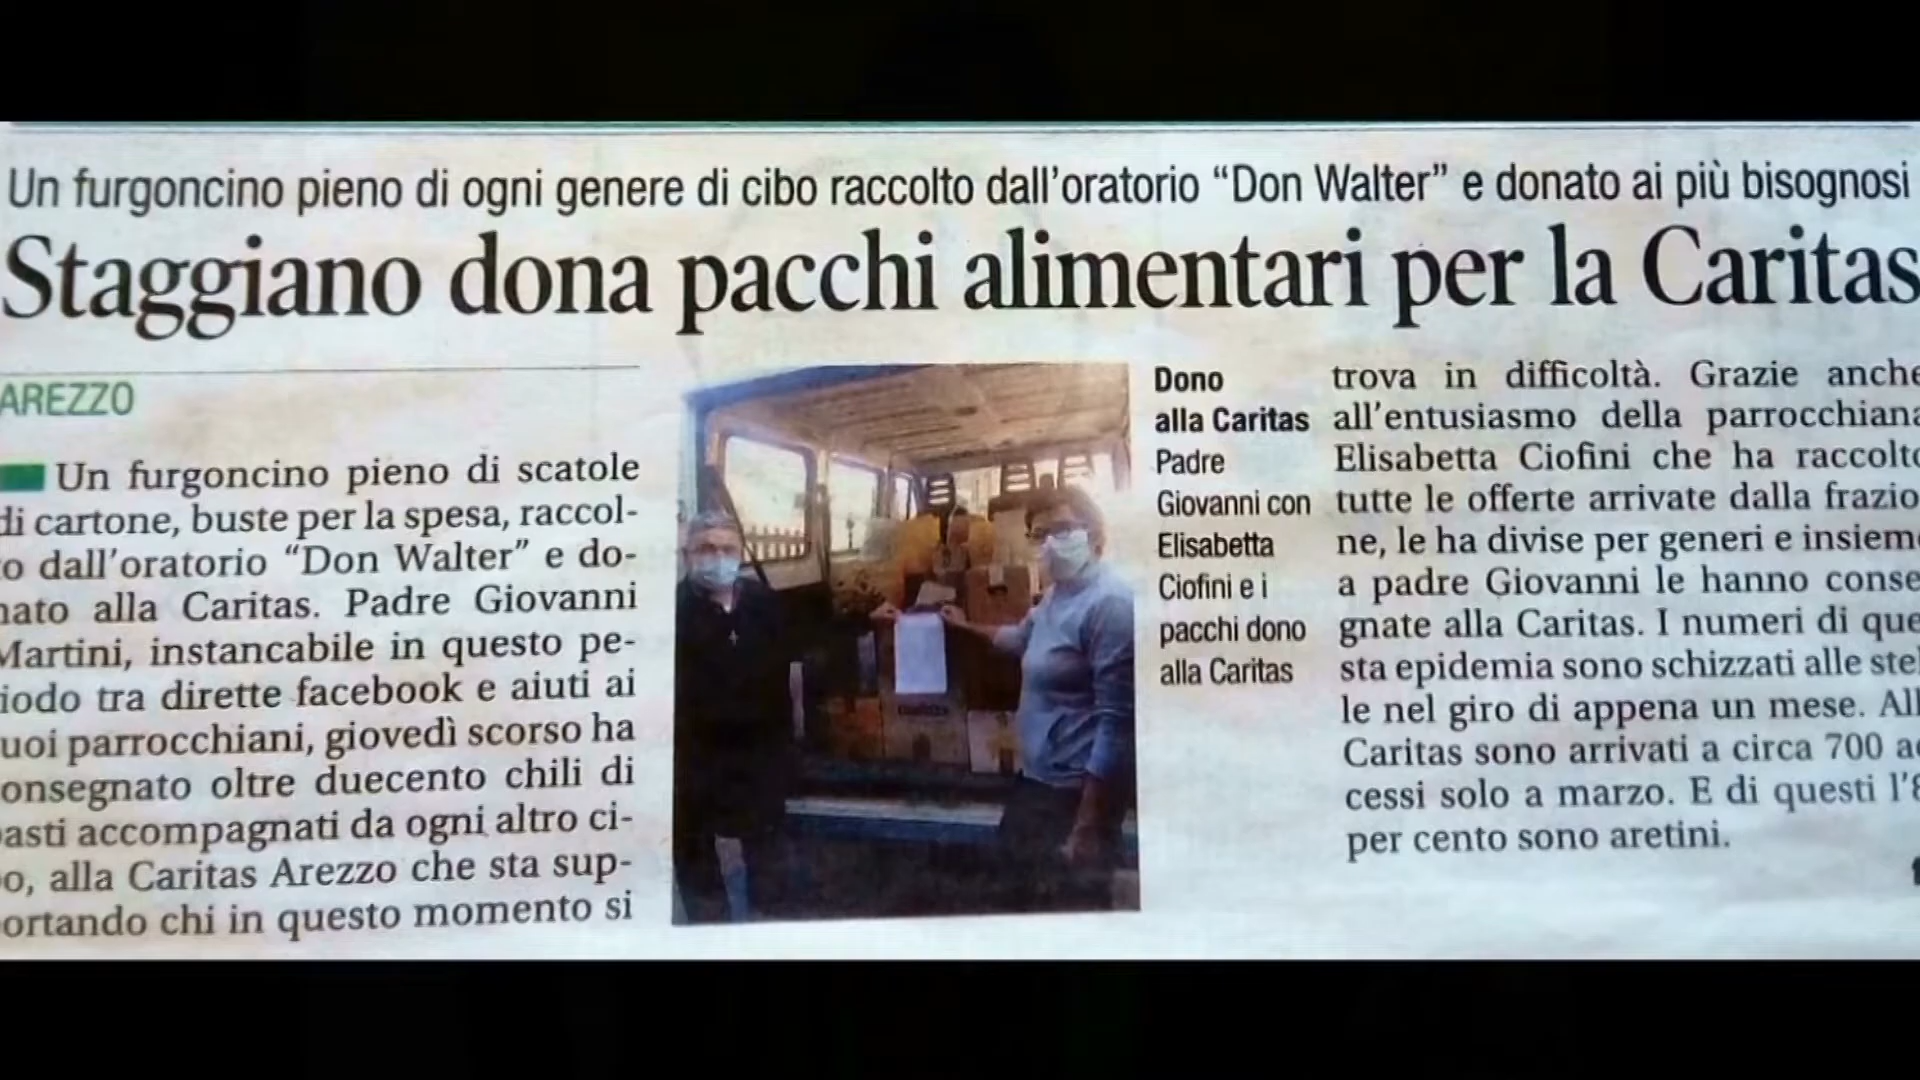 Un furgoncino pieno di ogni genere di cibo raccolto dall'oratorio “Don Walter” e donato ai più bisognosi
Staggiano dona pacchi alimentari per la Caritas
AREZZO
Un furgoncino pieno di scatole
di cartone, buste per la spesa, raccol-
o dall'oratorio “Don Walter” e do-
nato alla Caritas. Padre Giovanni
Martini, instancabile in questo pe-
iodo tra dirette facebook e aiuti ai
uoi parrocchiani, giovedì scorso ha
onsegnato oltre duecento chili di
asti accompagnati da ogni altro ci-
o, alla Caritas Arezzo che sta sup-
ortando chi in questo momento si
Dono
alla Caritas
Padre
Giovanni con
Elisabetta
Ciofini e i
pacchi dono
alla Caritas
trova in difficoltà. Grazie anche
all'entusiasmo della parrocchiana
Elisabetta Ciofini che ha raccolto
tutte le offerte arrivate dalla frazio
ne, le ha divise per generi e insieme
a padre Giovanni le hanno conse
gnate alla Caritas. I numeri di que
sta epidemia sono schizzati alle stel
le nel giro di appena un mese. All
Caritas sono arrivati a circa 700 ac
cessi solo a marzo. E di questi l'8
per cento sono aretini.